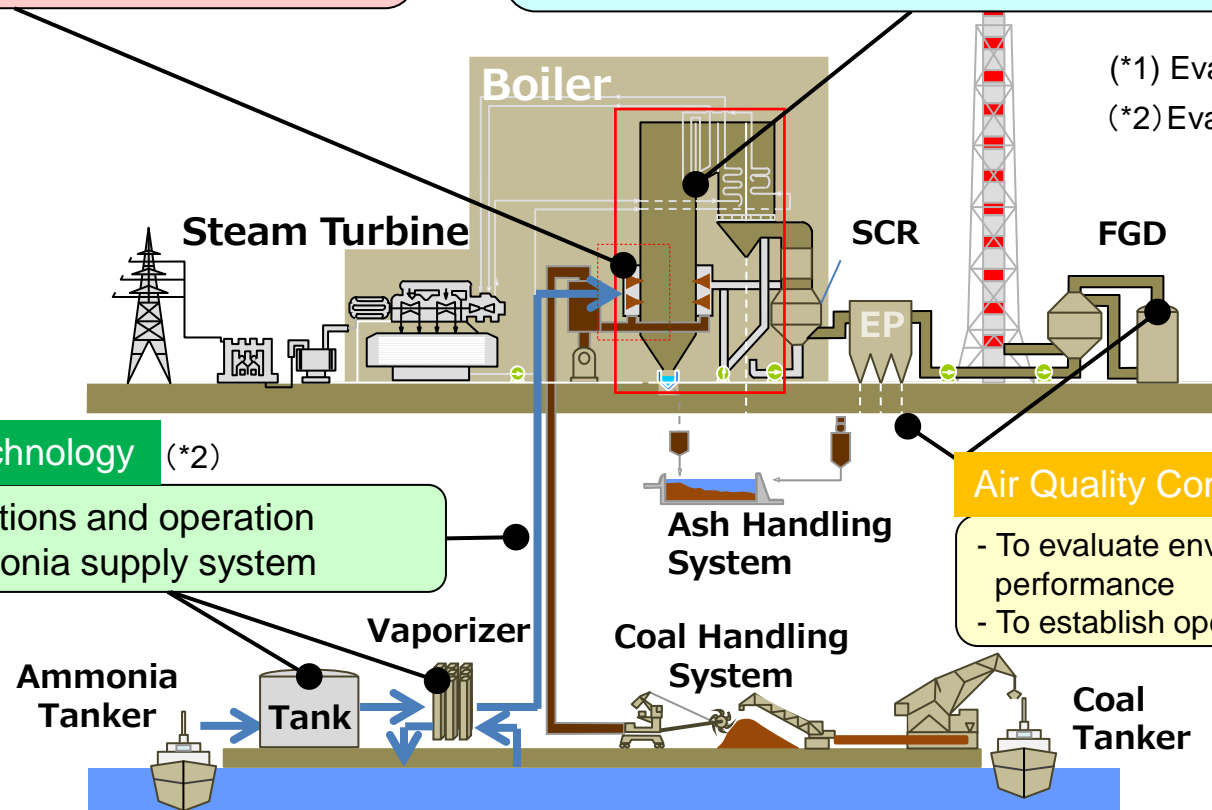 (*1) Eva
（*2）Eva
Boiler
Steam Turbine
SCR
FGD
EP
chnology （*2）
tions and operation
onia supply system
Air Quality Con
- To evaluate env
performance
- To establish ope
Ash Handling
System
Vaporizer
Coal Handling
System
Ammonia
Tanker
Tank
Coal
Tanker